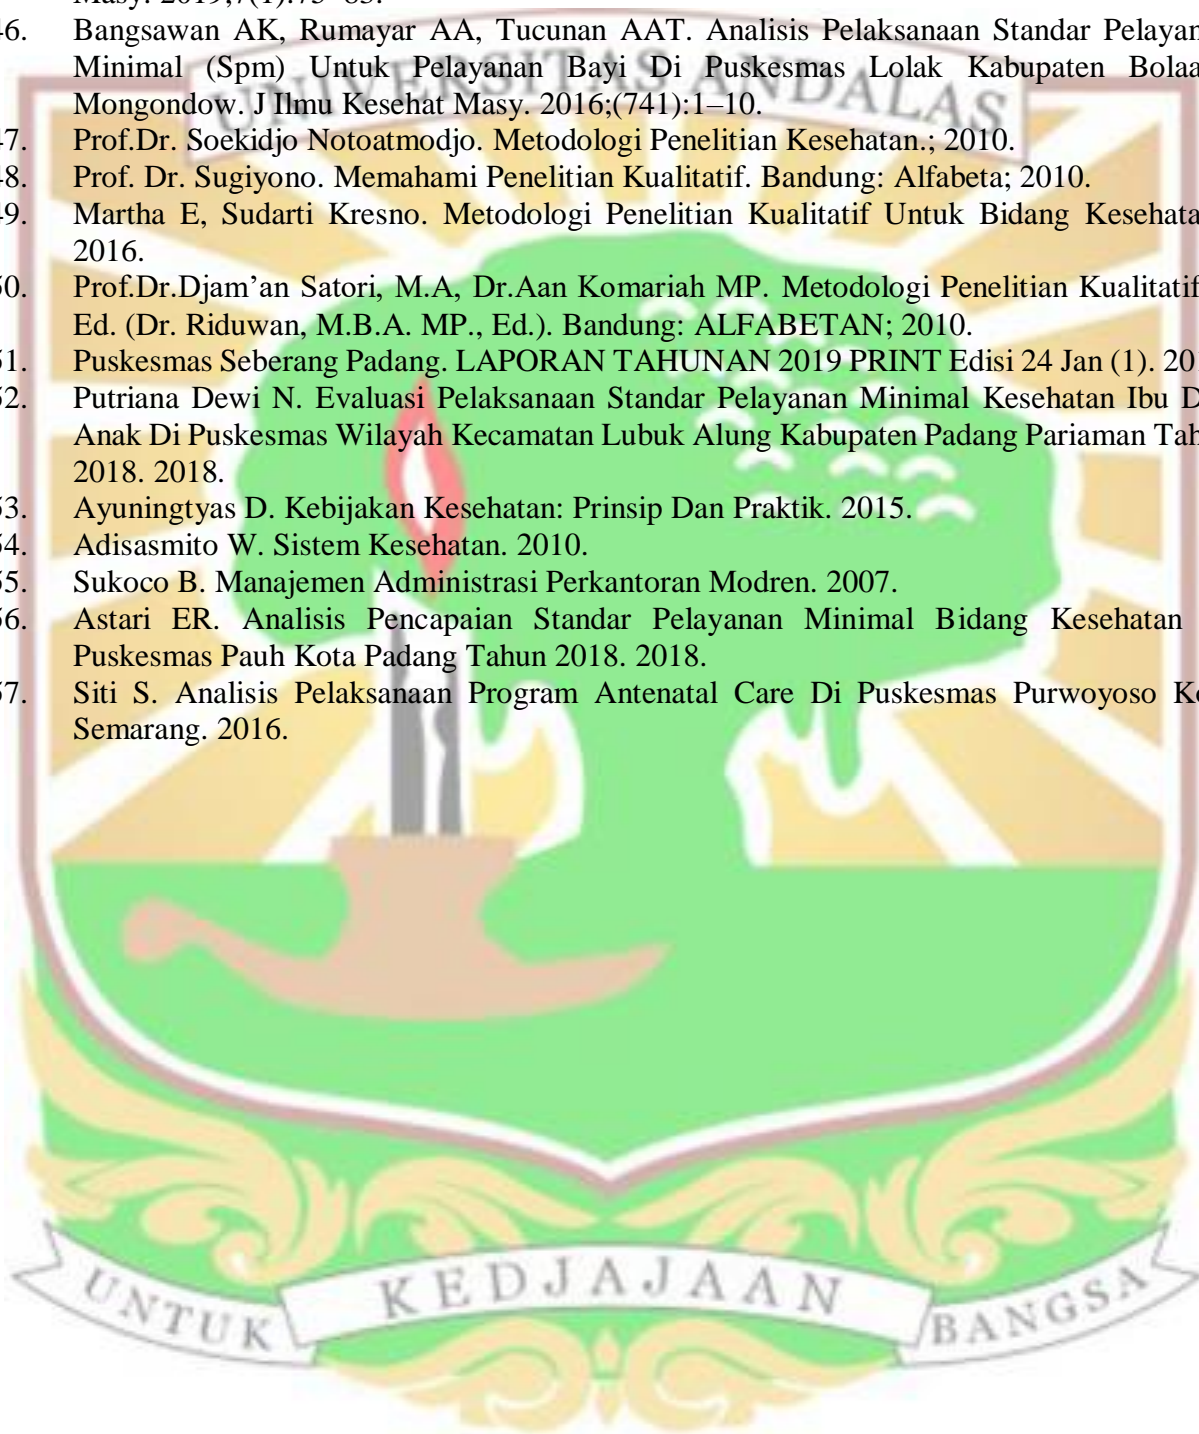 Masy. 2019;7(1):75–83.
46. Bangsawan AK, Rumayar AA, Tucunan AAT. Analisis Pelaksanaan Standar Pelayan
Minimal (Spm) Untuk Pelayanan Bayi Di Puskesmas Lolak Kabupaten Bolaa
Mongondow. J Ilmu Kesehat Masy. 2016;(741):1–10.
47. Prof.Dr. Soekidjo Notoatmodjo. Metodologi Penelitian Kesehatan.; 2010.
48. Prof. Dr. Sugiyono. Memahami Penelitian Kualitatif. Bandung: Alfabeta; 2010.
49. Martha E, Sudarti Kresno. Metodologi Penelitian Kualitatif Untuk Bidang Kesehata
2016.
50. Prof.Dr.Djam’an Satori, M.A, Dr.Aan Komariah MP. Metodologi Penelitian Kualitatif
Ed. (Dr. Riduwan, M.B.A. MP., Ed.). Bandung: ALFABETAN; 2010.
51. Puskesmas Seberang Padang. LAPORAN TAHUNAN 2019 PRINT Edisi 24 Jan (1). 201
52. Putriana Dewi N. Evaluasi Pelaksanaan Standar Pelayanan Minimal Kesehatan Ibu D
Anak Di Puskesmas Wilayah Kecamatan Lubuk Alung Kabupaten Padang Pariaman Tah
2018. 2018.
53. Ayuningtyas D. Kebijakan Kesehatan: Prinsip Dan Praktik. 2015.
54. Adisasmito W. Sistem Kesehatan. 2010.
55. Sukoco B. Manajemen Administrasi Perkantoran Modren. 2007.
56. Astari ER. Analisis Pencapaian Standar Pelayanan Minimal Bidang Kesehatan
Puskesmas Pauh Kota Padang Tahun 2018. 2018.
57. Siti S. Analisis Pelaksanaan Program Antenatal Care Di Puskesmas Purwoyoso Ko
Semarang. 2016.
UNIVERSITAS ANDALAS
UNTUK KEDJAJAAN BANGSA